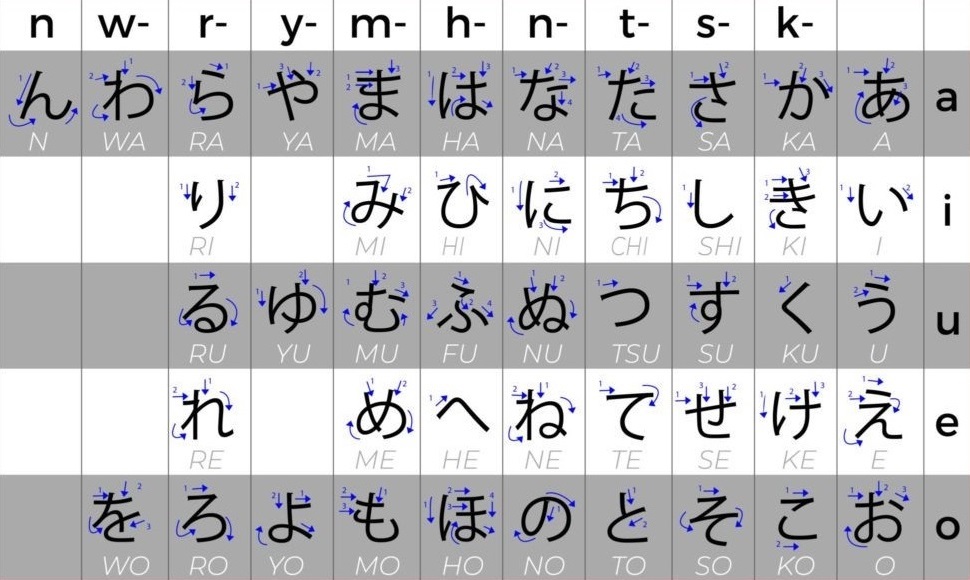 n w- r- y- m- h- n- t- s- k-
ん わ ら や ま は な た さ か あ a
N WA RA YA MA HA NA TA SA KA A
り み ひ に ち し き い i
RI MI HI NI CHI SHI KI I
る ゆ む ふ ぬ つ す く う u
RU YU MU FU NU TSU SU KU U
れ め へ ね て せ け え e
RE ME HE NE TE SE KE E
を ろ よ も ほ の と そ こ お o
WO RO YO MO HO NO TO SO KO O